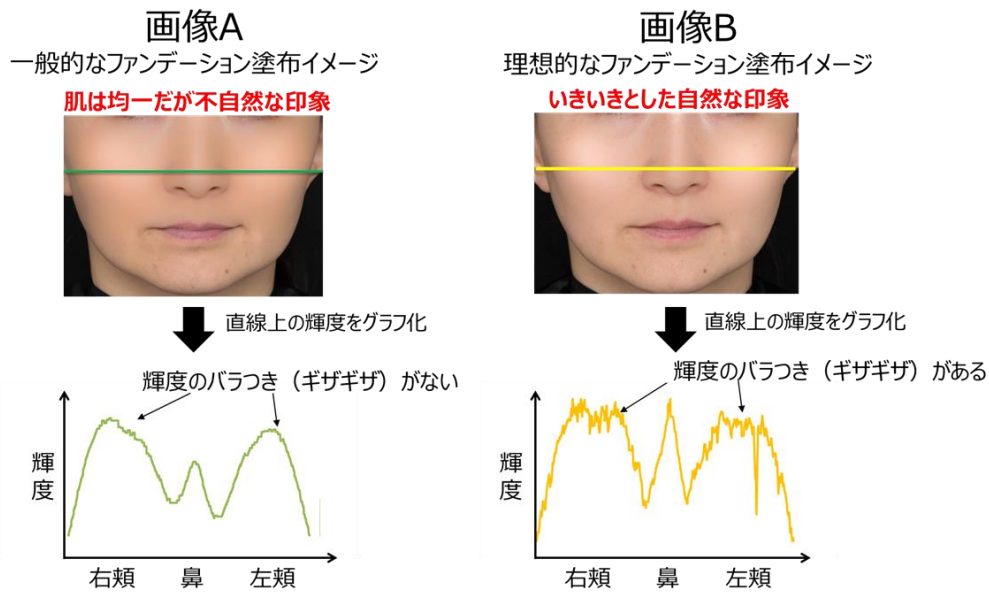 画像A
一般的なファンデーション塗布イメージ
肌は均一だが不自然な印象
直線上の輝度をグラフ化
輝度のバラつき（ギザギザ）がない
輝度
右頬 鼻 左頬
画像B
理想的なファンデーション塗布イメージ
いきいきとした自然な印象
直線上の輝度をグラフ化
輝度のバラつき（ギザギザ）がある
輝度
右頬 鼻 左頬